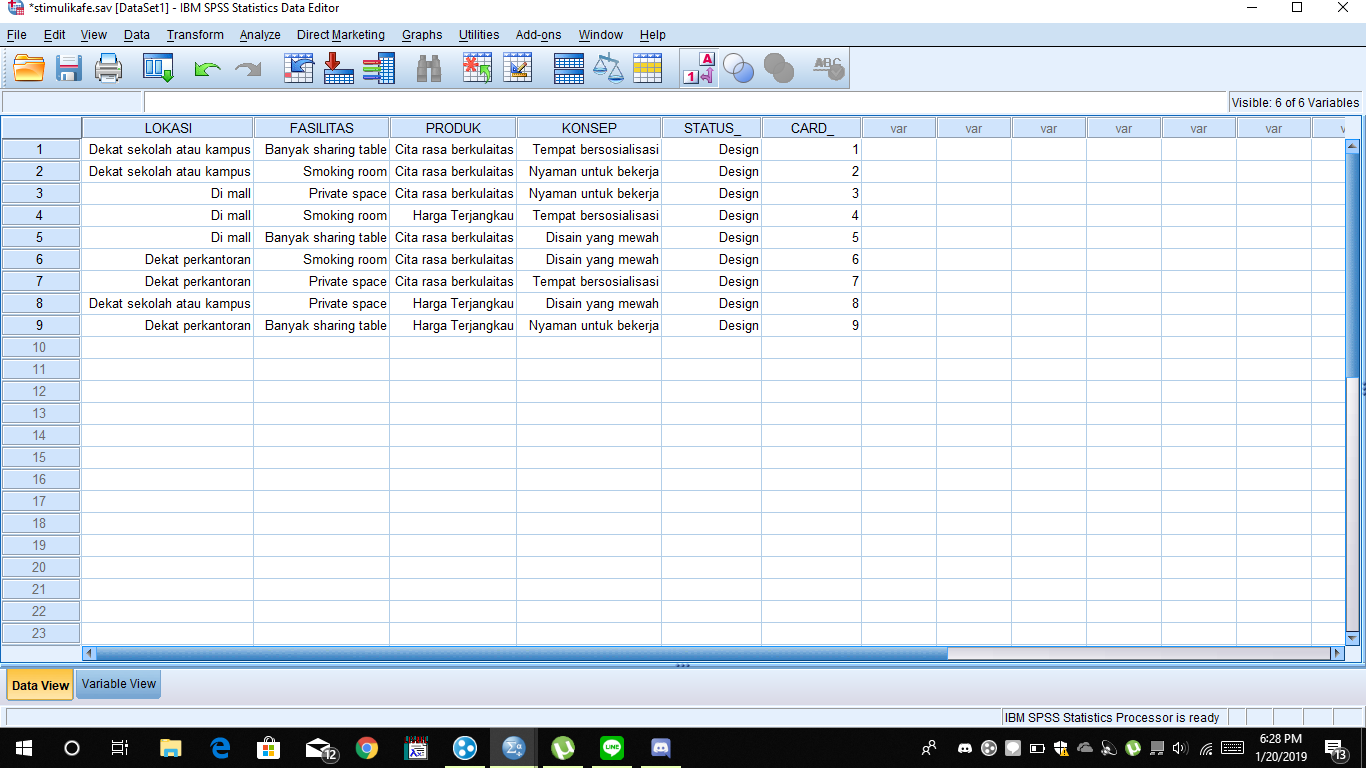 *stimulikafe.sav [DataSet1] - IBM SPSS Statistics Data Editor
File Edit View Data Transform Analyze Direct Marketing Graphs Utilities Add-ons Window Help
Visible: 6 of 6 Variables
LOKASI FASILITAS PRODUK KONSEP STATUS_ CARD_ var var var var var var
1 Dekat sekolah atau kampus Banyak sharing table Cita rasa berkulaitas Tempat bersosialisasi Design 1
2 Dekat sekolah atau kampus Smoking room Cita rasa berkulaitas Nyaman untuk bekerja Design 2
3 Di mall Private space Cita rasa berkulaitas Nyaman untuk bekerja Design 3
4 Di mall Smoking room Harga Terjangkau Tempat bersosialisasi Design 4
5 Di mall Banyak sharing table Cita rasa berkulaitas Disain yang mewah Design 5
6 Dekat perkantoran Smoking room Cita rasa berkulaitas Disain yang mewah Design 6
7 Dekat perkantoran Private space Cita rasa berkulaitas Tempat bersosialisasi Design 7
8 Dekat sekolah atau kampus Private space Harga Terjangkau Disain yang mewah Design 8
9 Dekat perkantoran Banyak sharing table Harga Terjangkau Nyaman untuk bekerja Design 9
10
11
12
13
14
15
16
17
18
19
20
21
22
23
Data View Variable View
IBM SPSS Statistics Processor is ready
12 LINE 6:28 PM
1/20/2019 13